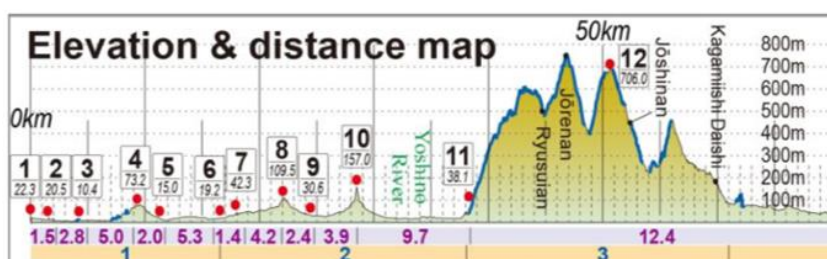 Elevation & distance map
50km
0km
800m
700m
600m
500m
400m
300m
200m
100m
1
22.3
2
20.5
3
10.4
4
73.2
5
15.0
6
19.2
7
42.3
8
109.5
9
30.6
10
157.0
Yoshino
River
11
38.1
Ryusuian
Jōrenan
12
706.0
Jōshinan
Kagamiishi Daishi
1.5 2.8 5.0 2.0 5.3 1.4 4.2 2.4 3.9 9.7 12.4
1 2 3